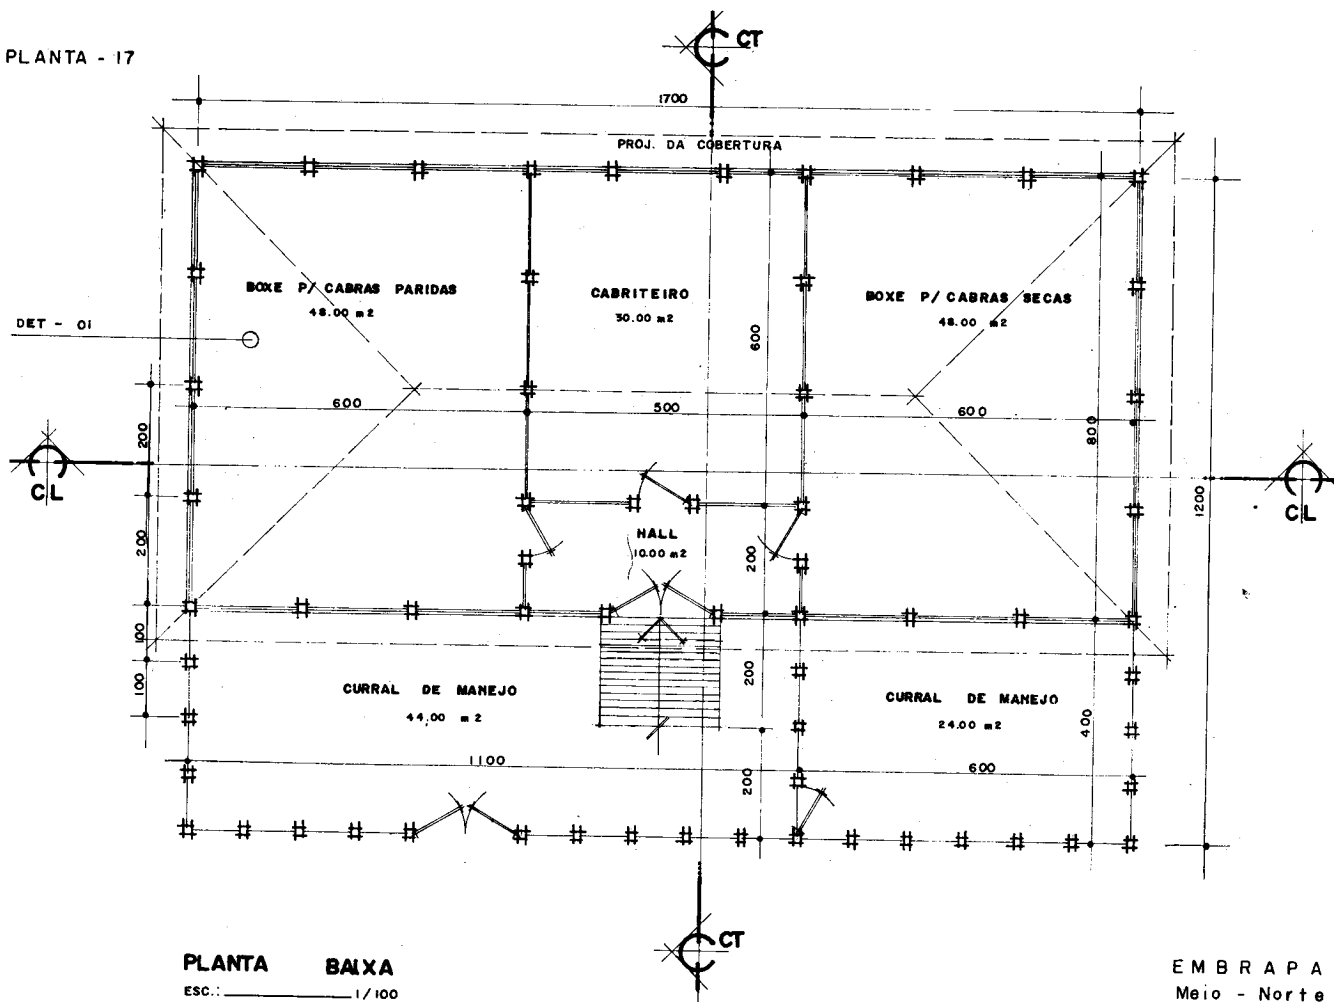 CT
PLANTA - 17
1700
PROJ. DA COBERTURA
BOXE P/ CABRAS PARIDAS
48.00 m2
CABRITEIRO
30.00 m2
BOXE P/ CABRAS SECAS
48.00 m2
DET - 01
600
600
500
600
800
200
CL
1200
CL
HALL
10.00 m2
200
200
100
100
200
CURRAL DE MANEJO
44.00 m2
CURRAL DE MANEJO
24.00 m2
400
1100
200
600
CT
PLANTA BAIXA
ESC.: 1/100
EMBRAPA
Meio - Norte